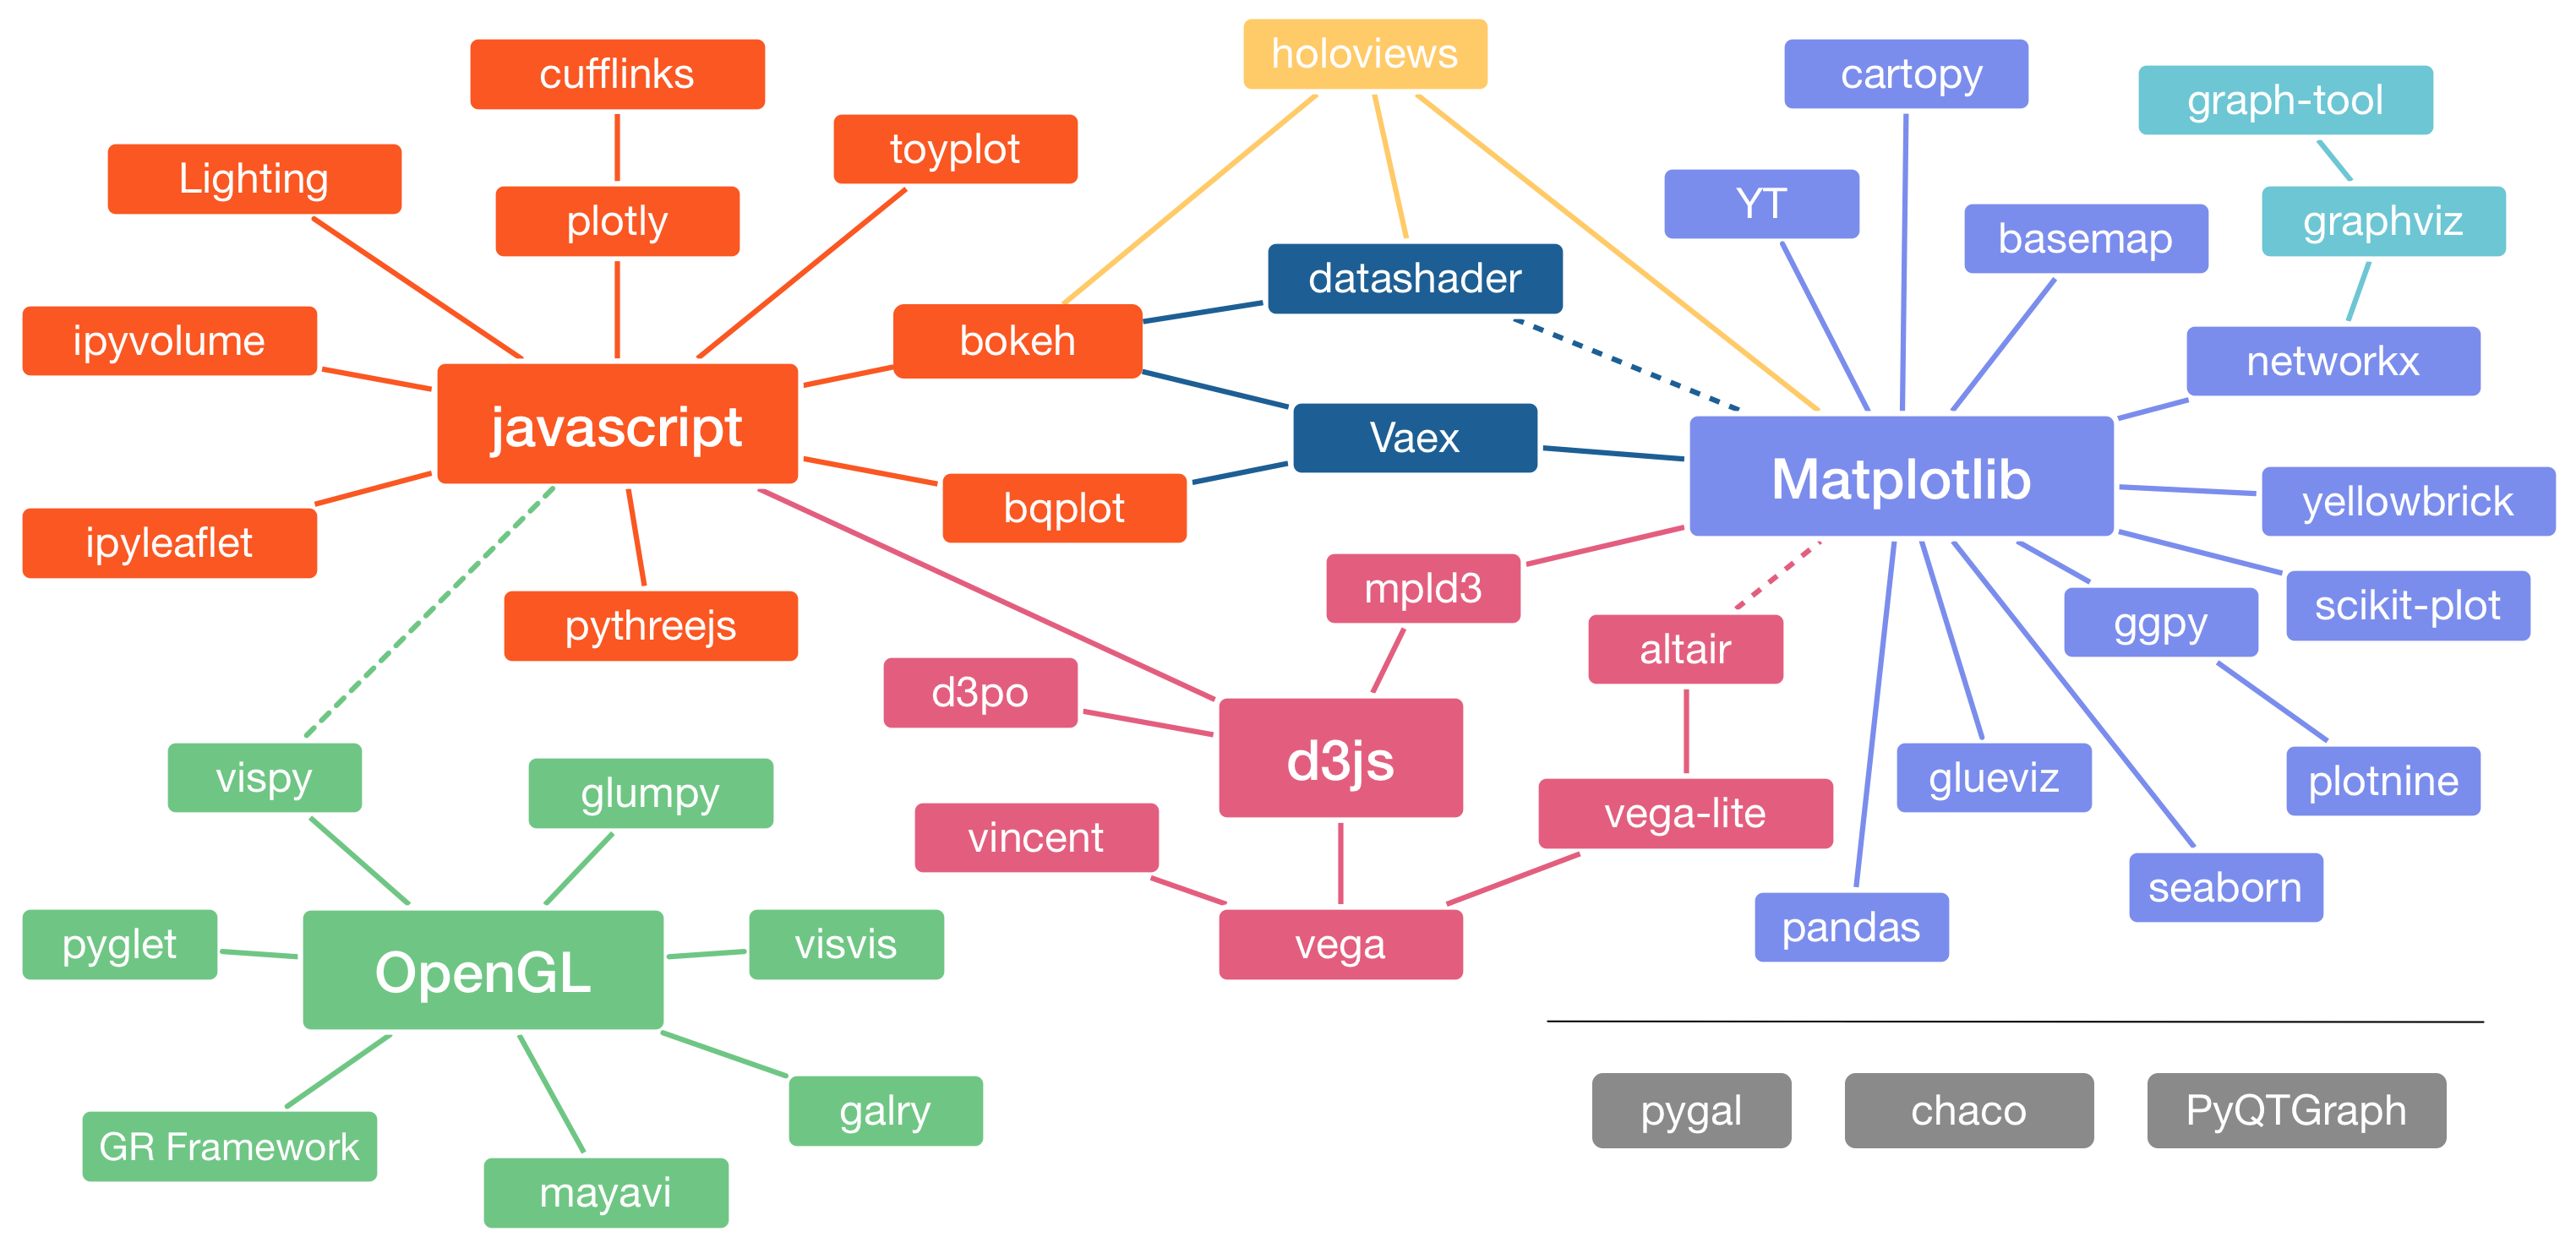 holoviews
cufflinks
cartopy
graph-tool
toyplot
Lighting
YT
plotly
graphviz
basemap
datashader
ipyvolume
bokeh
networkx
javascript
Vaex
Matplotlib
yellowbrick
bqplot
ipyleaflet
mpld3
scikit-plot
pythreejs
ggpy
altair
d3po
d3js
vispy
glueviz
plotnine
glumpy
vega-lite
vincent
seaborn
pandas
pyglet
visvis
vega
OpenGL
galry
pygal
chaco
PyQTGraph
GR Framework
mayavi